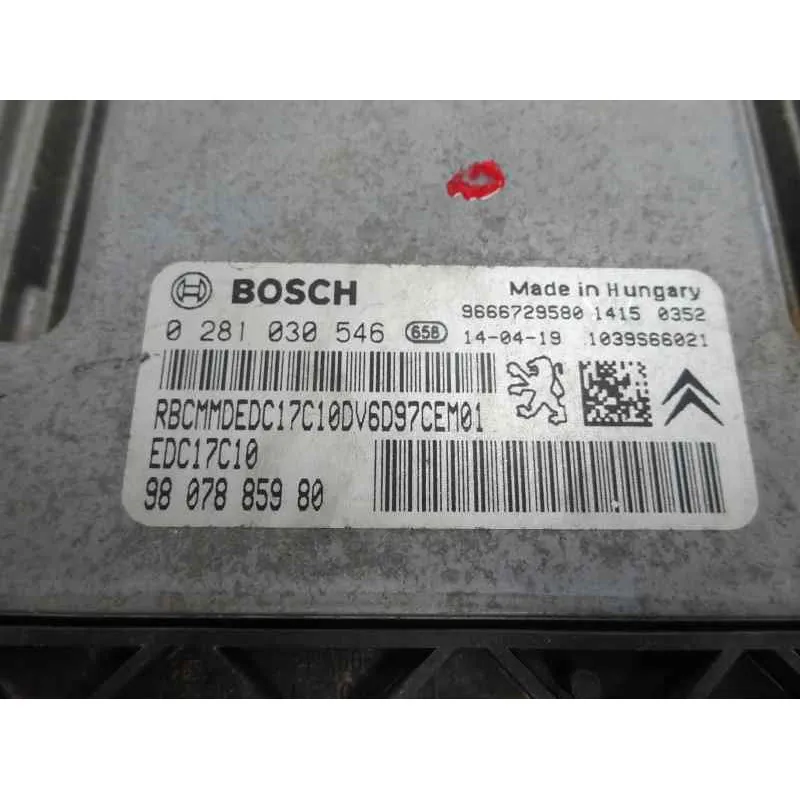 BOSCH
Made in Hungary
9666729580 1415 0352
0 281 030 546 658 14-04-19 1039S66021
RBCMMDEDC17C10DV6D97CEM01
EDC17C10
98 078 859 80